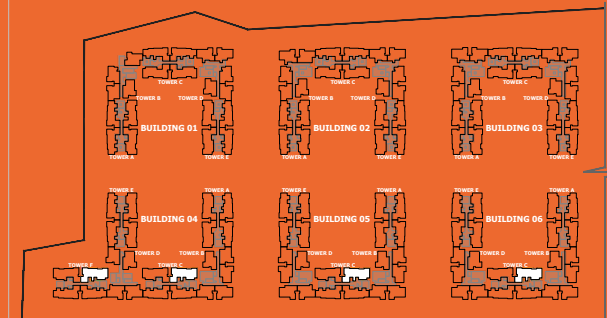 TOWER C TOWER C TOWER C
TOWER B TOWER D TOWER B TOWER D TOWER B TOWER D
BUILDING 01 BUILDING 02 BUILDING 03
TOWER A TOWER E TOWER A TOWER E TOWER A TOWER E
TOWER E TOWER A TOWER E TOWER A TOWER E TOWER A
BUILDING 04 BUILDING 05 BUILDING 06
TOWER D TOWER B TOWER D TOWER B TOWER D TOWER B
TOWER F TOWER C TOWER C TOWER C